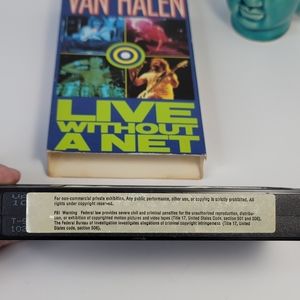 VAN HALEN
LIVE
WITHOUT
A NET
For non-commercial private exhibition, Any public performance, other use, or copying is strictly prohibited, All
rights under copyright reserved.
FBI Warning Federal law provides severe civil and criminal penalties for the unauthorized reproduction, distribut-
ion, or exhibition of copyrighted motion pictures and video tapes (Title 17, United States Code, section 501 and 506),
The Federal Bureau of Investigation investigates allegations of criminal copyright infringement (Title 17, United
States code, section 506).